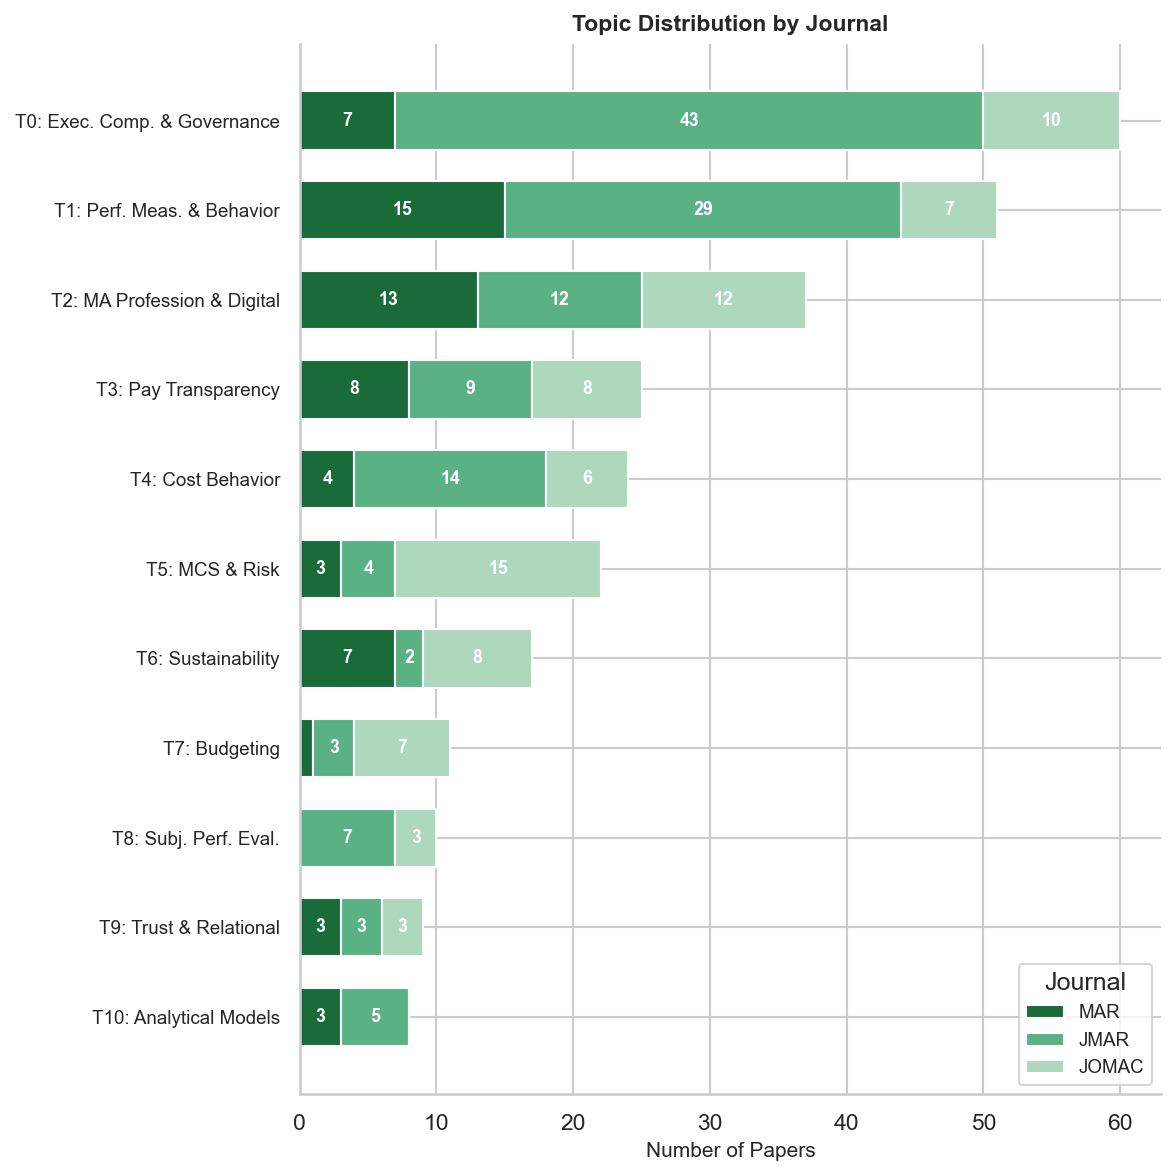 Topic Distribution by Journal
T0: Exec. Comp. & Governance
7 43 10
T1: Perf. Meas. & Behavior
15 29 7
T2: MA Profession & Digital
13 12 12
T3: Pay Transparency
8 9 8
T4: Cost Behavior
4 14 6
T5: MCS & Risk
3 4 15
T6: Sustainability
7 2 8
T7: Budgeting
3 7
T8: Subj. Perf. Eval.
7 3
T9: Trust & Relational
3 3 3
T10: Analytical Models
3 5
Journal
MAR
JMAR
JOMAC
0 10 20 30 40 50 60
Number of Papers